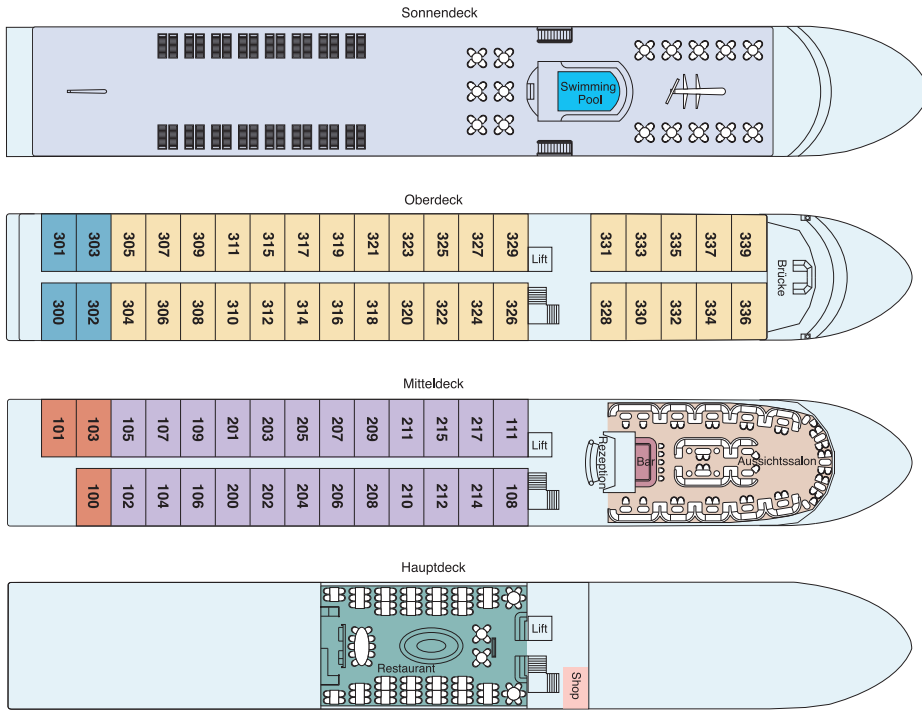 Sonnendeck
Swimming
Pool
Oberdeck
301 303 305 307 309 311 315 317 319 321 323 325 327 329
Lift
331 333 335 337 339
Brücke
300 302 304 306 308 310 312 314 316 318 320 322 324 326
328 330 332 334 336
Mitteldeck
101 103 105 107 109 201 203 205 207 209 211 215 217 111
Lift
Rezeption
Bar
Aussichtssalon
100 102 104 106 200 202 204 206 208 210 212 214 108
Hauptdeck
Lift
Restaurant
Shop